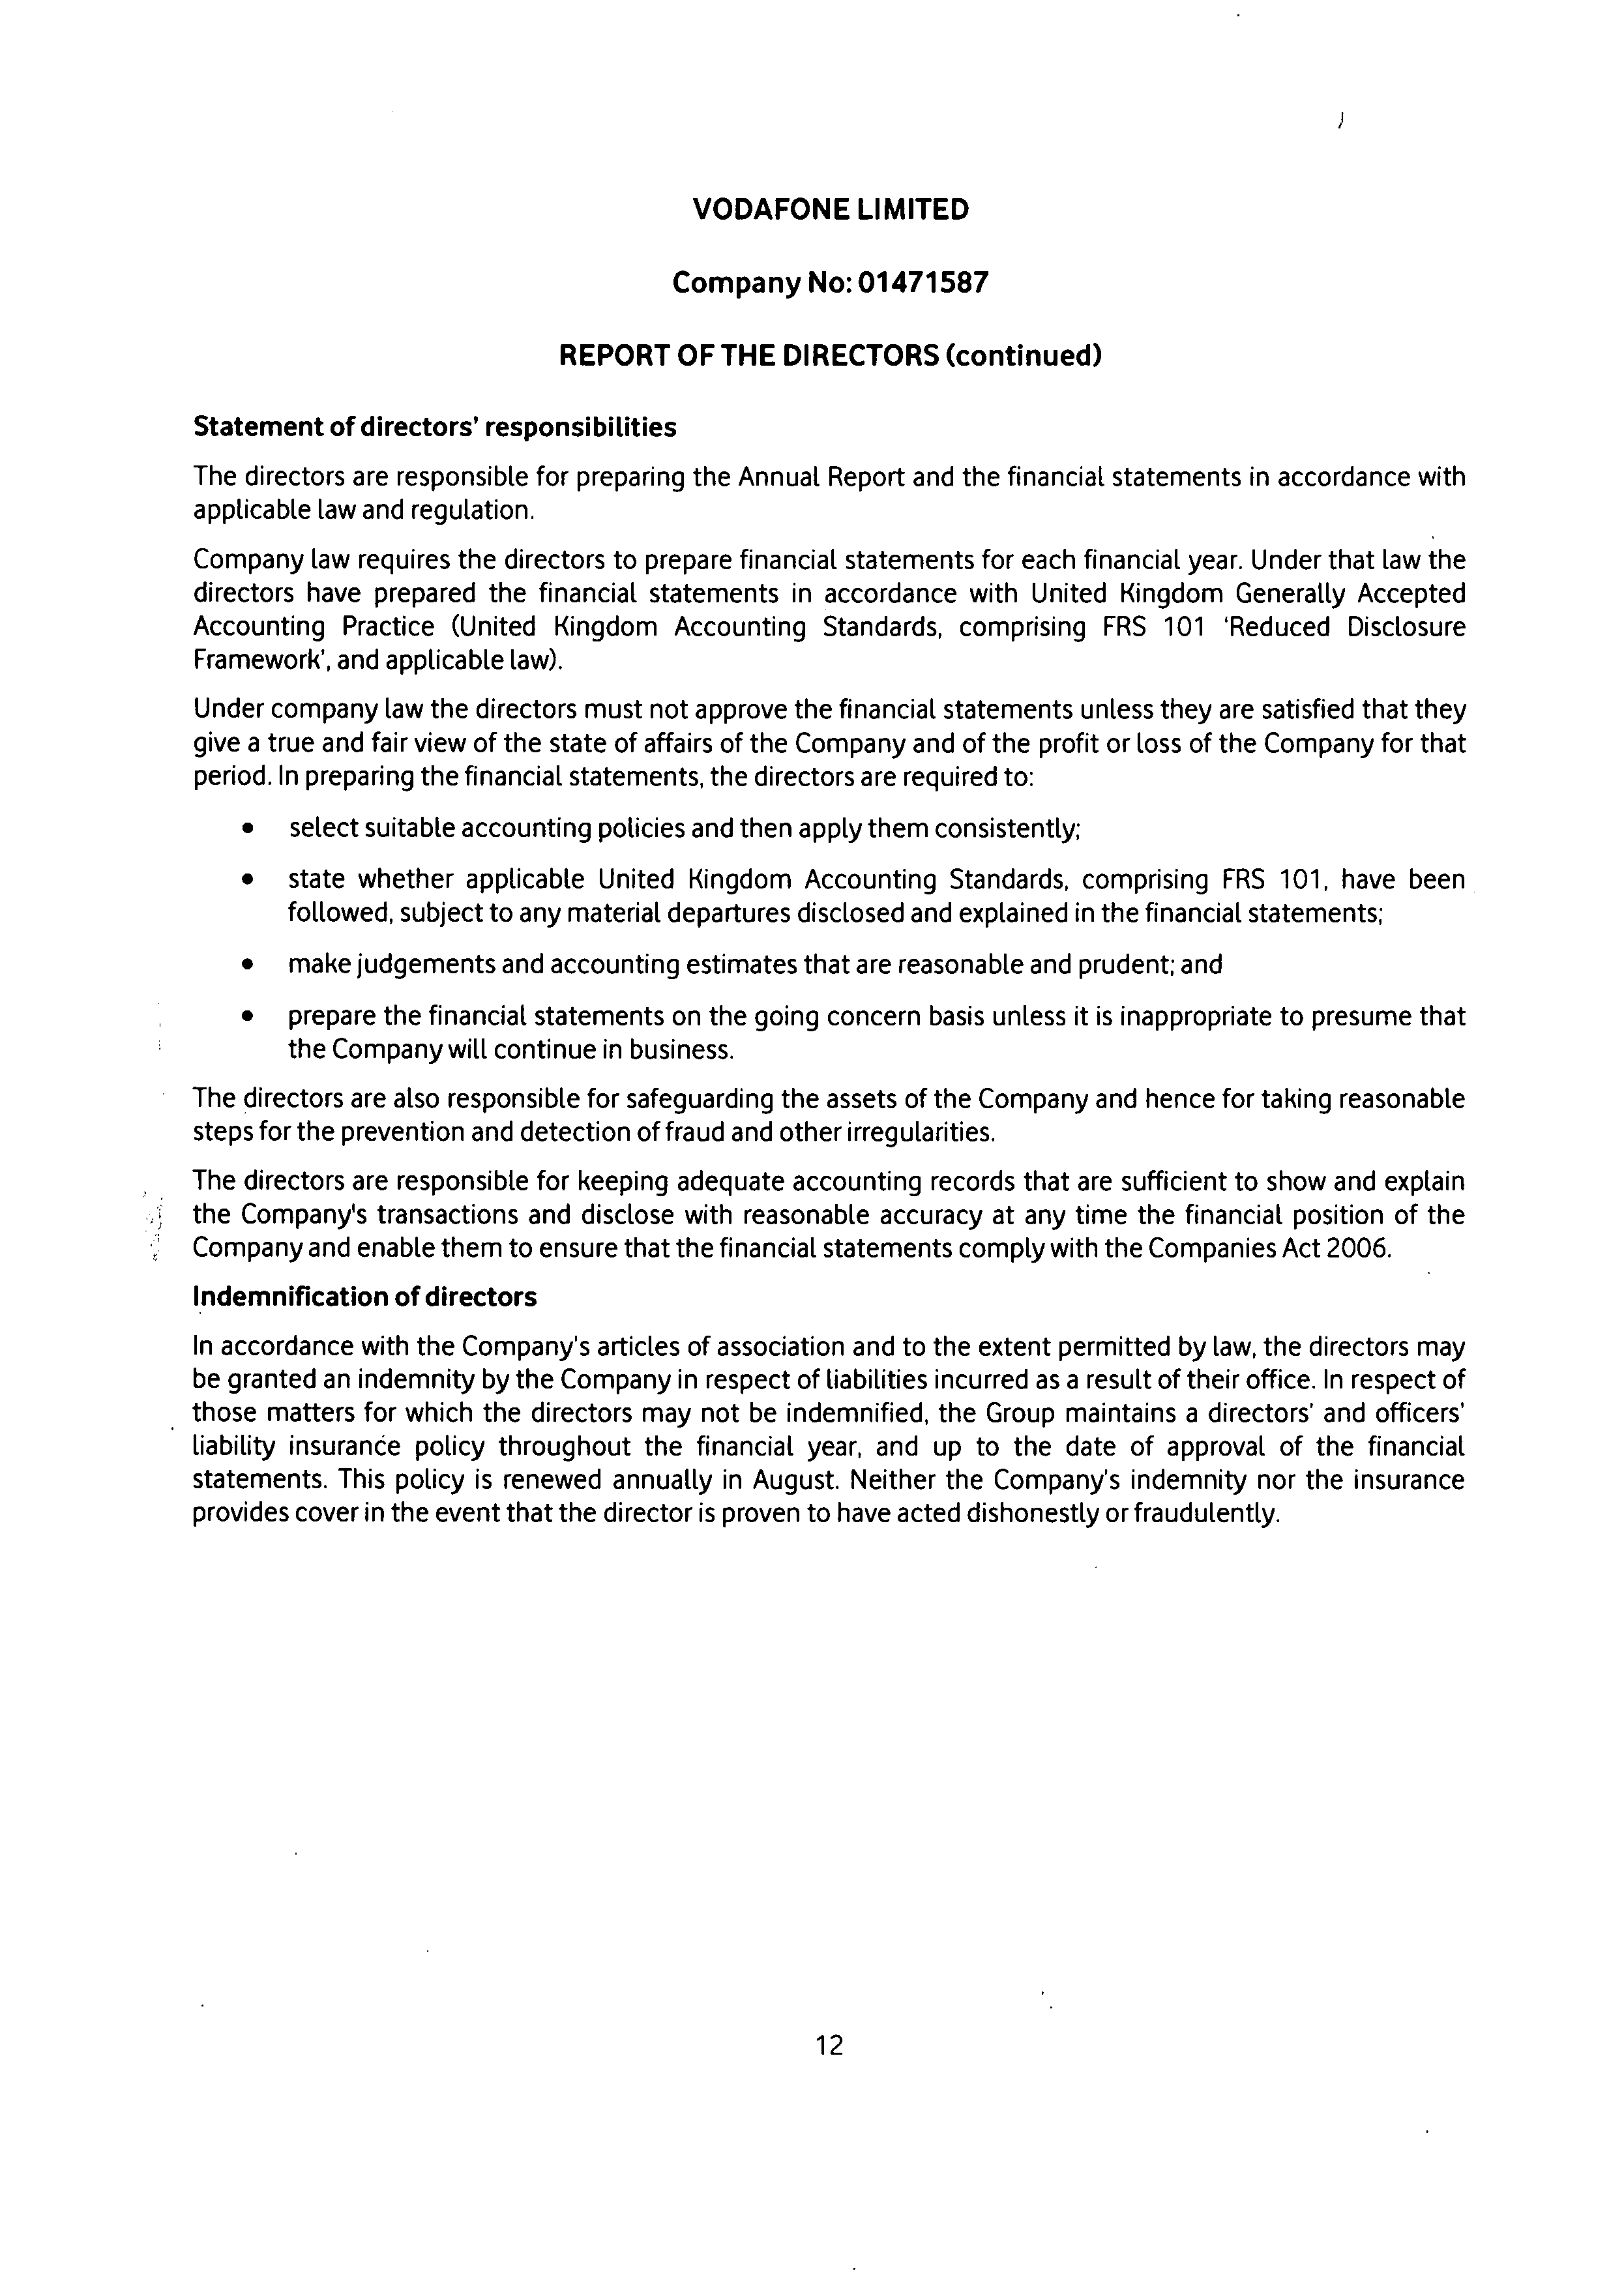 VODAFONE LIMITED
Company No: 01471587
REPORT OF THE DIRECTORS (continued)
Statement of directors' responsibilities
The directors are responsible for preparing the Annual Report and the financial statements in accordance with
applicable law and regulation.
Company law requires the directors to prepare financial statements for each financial year. Under that law the
directors have prepared the financial statements in accordance with United Kingdom Generally Accepted
Accounting Practice (United Kingdom Accounting Standards, comprising FRS 101 'Reduced Disclosure
Framework', and applicable law).
Under company law the directors must not approve the financial statements unless they are satisfied that they
give a true and fair view of the state of affairs of the Company and of the profit or loss of the Company for that
period. In preparing the financial statements, the directors are required to:
• select suitable accounting policies and then apply them consistently;
• state whether applicable United Kingdom Accounting Standards, comprising FRS 101, have been
followed, subject to any material departures disclosed and explained in the financial statements;
• make judgements and accounting estimates that are reasonable and prudent; and
• prepare the financial statements on the going concern basis unless it is inappropriate to presume that
the Company will continue in business.
The directors are also responsible for safeguarding the assets of the Company and hence for taking reasonable
steps for the prevention and detection of fraud and other irregularities.
The directors are responsible for keeping adequate accounting records that are sufficient to show and explain
the Company's transactions and disclose with reasonable accuracy at any time the financial position of the
Company and enable them to ensure that the financial statements comply with the Companies Act 2006.
Indemnification of directors
In accordance with the Company's articles of association and to the extent permitted by law, the directors may
be granted an indemnity by the Company in respect of liabilities incurred as a result of their office. In respect of
those matters for which the directors may not be indemnified, the Group maintains a directors' and officers'
liability insurance policy throughout the financial year, and up to the date of approval of the financial
statements. This policy is renewed annually in August. Neither the Company's indemnity nor the insurance
provides cover in the event that the director is proven to have acted dishonestly or fraudulently.
12